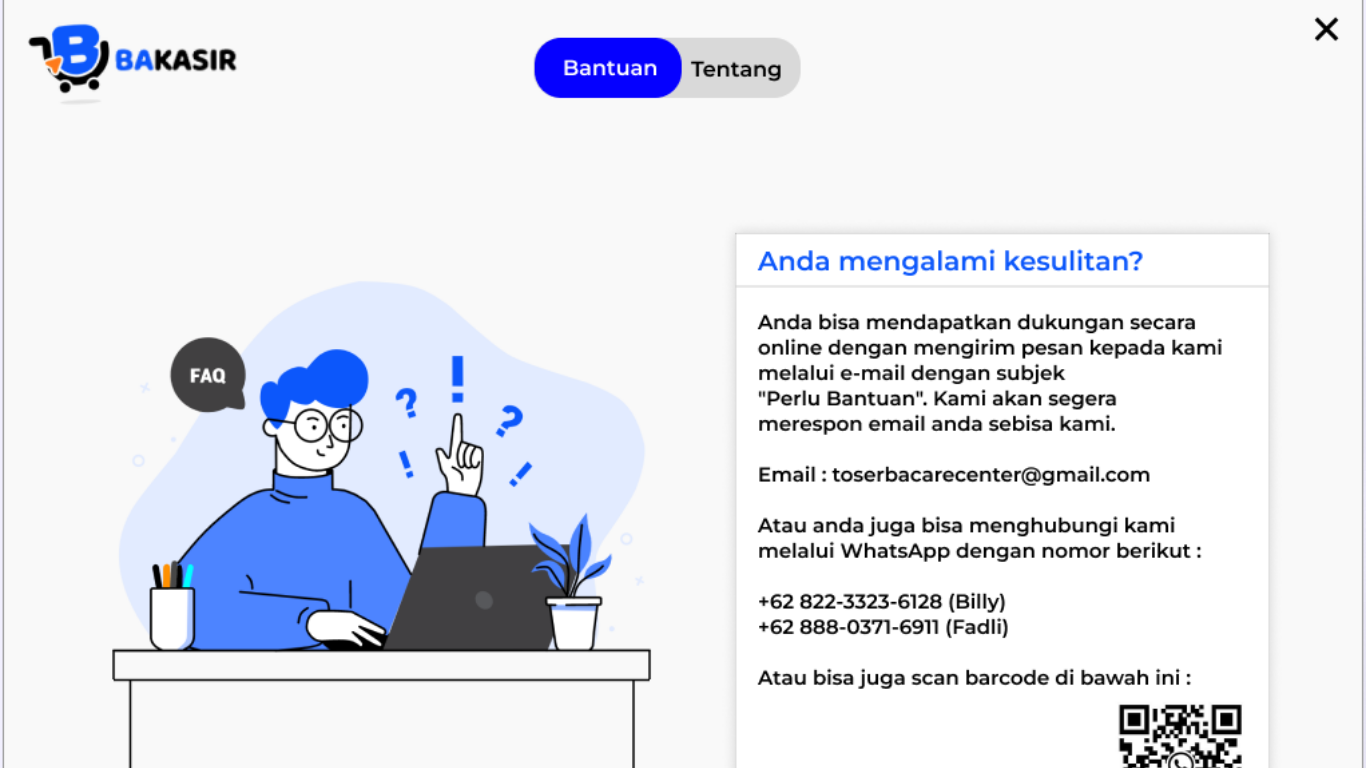 BAKASIR
Bantuan
Tentang
FAQ
? ! ?
! !
Anda mengalami kesulitan?
Anda bisa mendapatkan dukungan secara
online dengan mengirim pesan kepada kami
melalui e-mail dengan subjek
"Perlu Bantuan". Kami akan segera
merespon email anda sebisa kami.
Email : toserbacarecenter@gmail.com
Atau anda juga bisa menghubungi kami
melalui WhatsApp dengan nomor berikut :
+62 822-3323-6128 (Billy)
+62 888-0371-6911 (Fadli)
Atau bisa juga scan barcode di bawah ini :